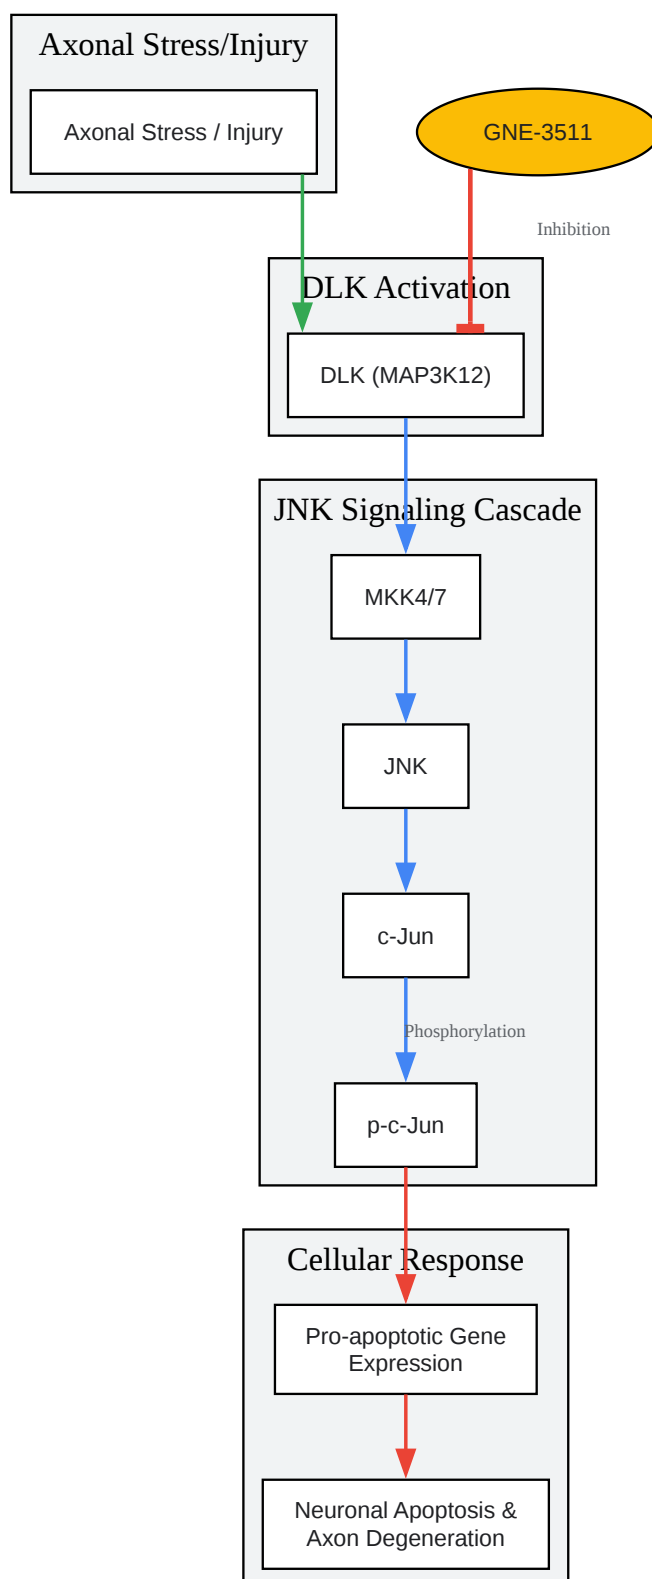 Axonal Stress/Injury
Axonal Stress / Injury
GNE-3511
Inhibition
DLK Activation
DLK (MAP3K12)
JNK Signaling Cascade
MKK4/7
JNK
c-Jun
Phosphorylation
p-c-Jun
Cellular Response
Pro-apoptotic Gene
Expression
Neuronal Apoptosis &
Axon Degeneration